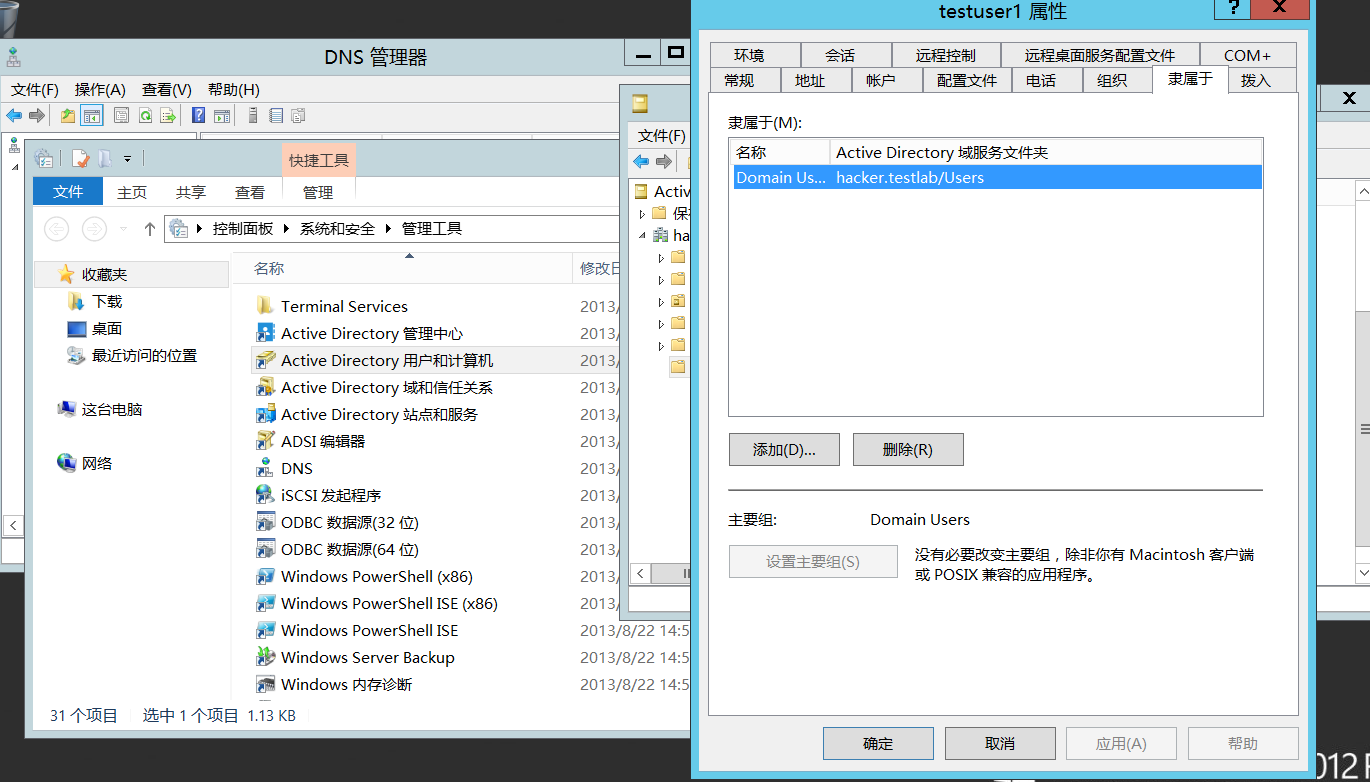 DNS 管理器
文件(F) 操作(A) 查看(V) 帮助(H)
快捷工具
文件 主页 共享 查看 管理
控制面板 系统和安全 管理工具
收藏夹
下载
桌面
最近访问的位置
这台电脑
网络
名称 修改日
Terminal Services 2013/
Active Directory 管理中心 2013/
Active Directory 用户和计算机 2013/
Active Directory 域和信任关系 2013/
Active Directory 站点和服务 2013/
ADSI 编辑器 2013/
DNS 2013/
iSCSI 发起程序 2013/
ODBC 数据源(32 位) 2013/
ODBC 数据源(64 位) 2013/
Windows PowerShell (x86) 2013/
Windows PowerShell ISE (x86) 2013/
Windows PowerShell ISE 2013/8/22 14:5
Windows Server Backup 2013/8/22 14:5
Windows 内存诊断 2013/8/22 14:5
31 个项目 选中 1 个项目 1.13 KB
文件(F)
Activ
保存
ha
testuser1 属性
环境 会话 远程控制 远程桌面服务配置文件 COM+
常规 地址 帐户 配置文件 电话 组织 隶属于 拨入
隶属于(M):
名称 Active Directory 域服务文件夹
Domain Us... hacker.testlab/Users
添加(D)... 删除(R)
主要组: Domain Users
设置主要组(S)
没有必要改变主要组，除非你有 Macintosh 客户端
或 POSIX 兼容的应用程序。
确定 取消 应用(A) 帮助
012